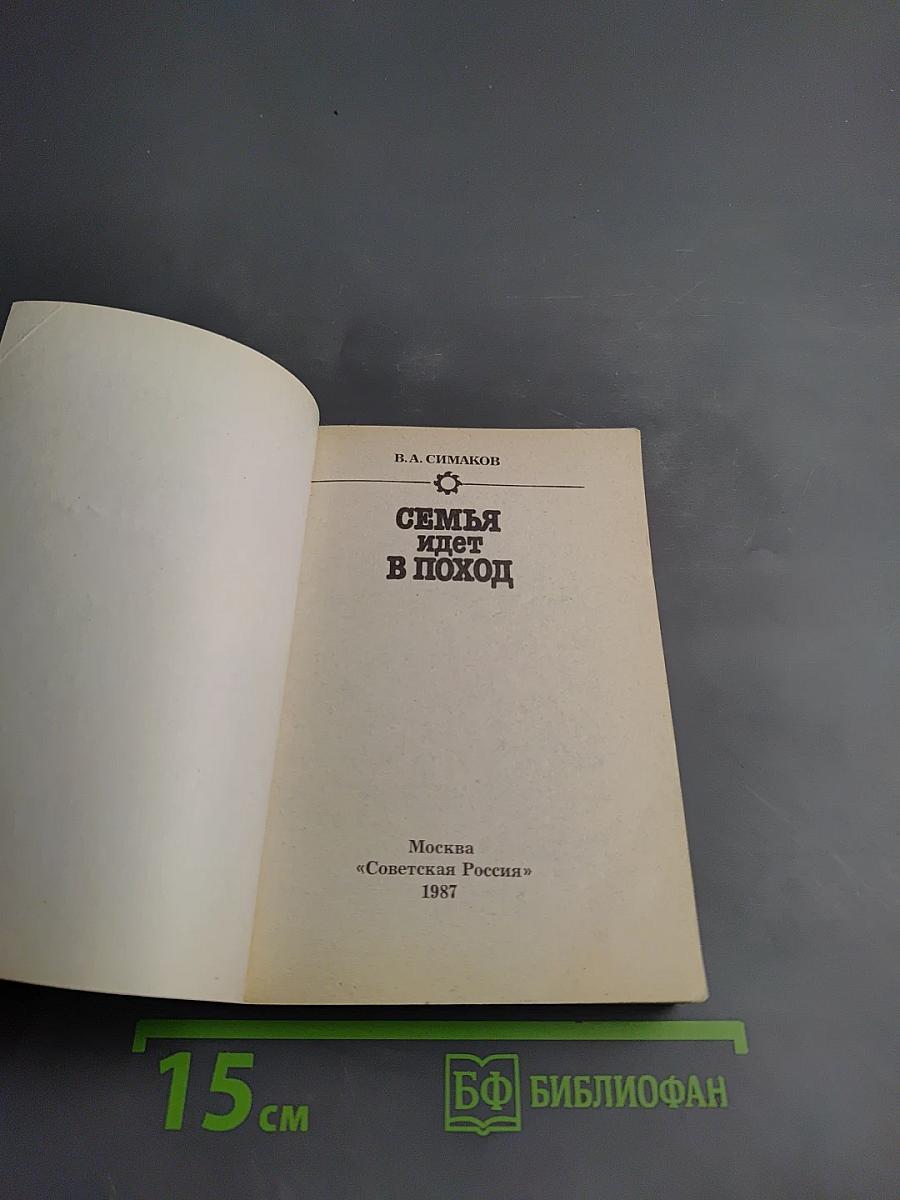 В. А. СИМАКОВ
СЕМЬЯ
идет
В ПОХОД
Москва
«Советская Россия»
1987
15 см
БФ БИБЛИОФАН